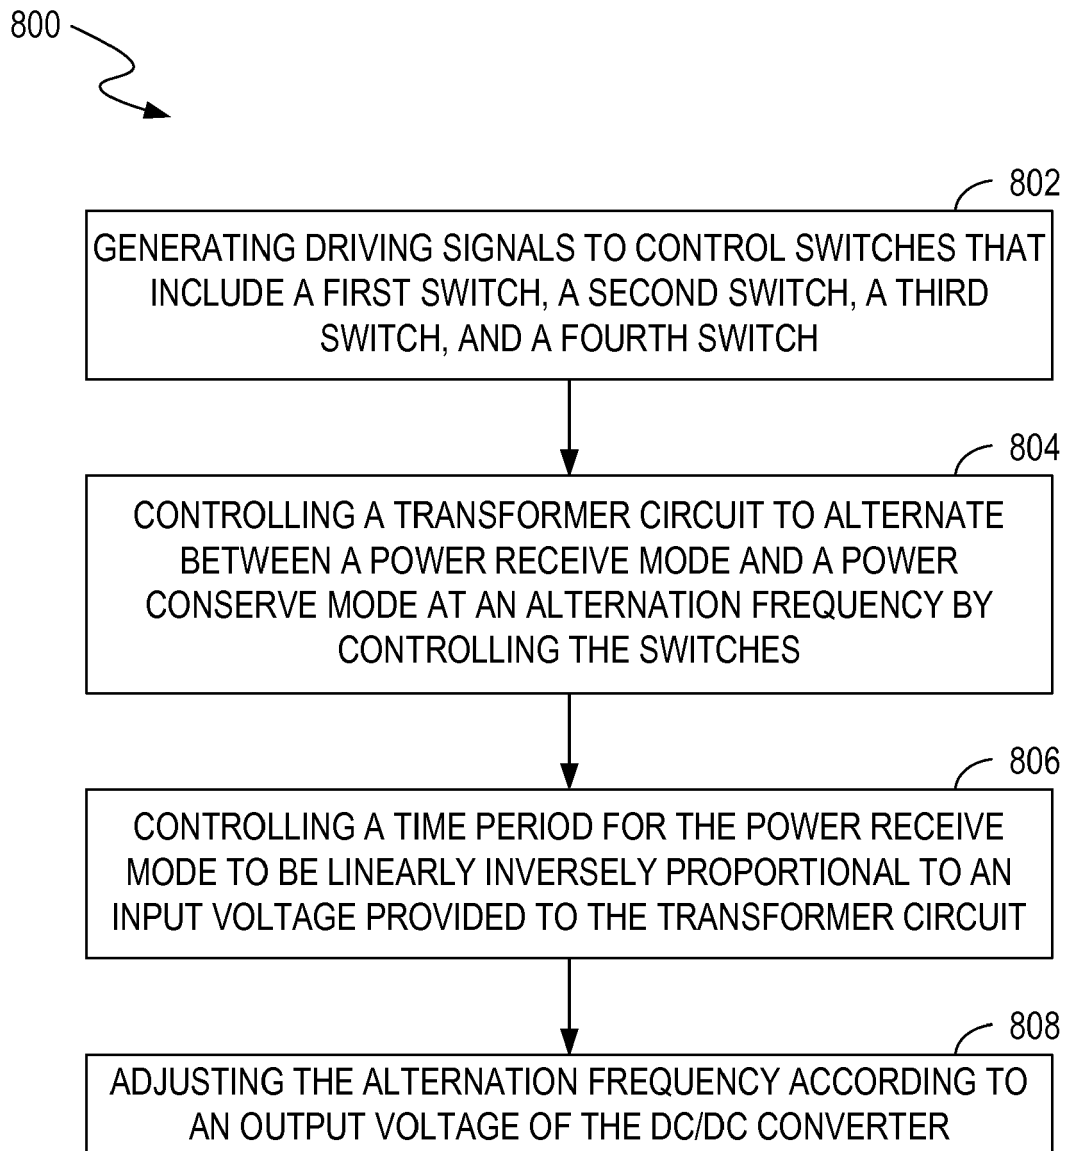 800
802
GENERATING DRIVING SIGNALS TO CONTROL SWITCHES THAT
INCLUDE A FIRST SWITCH, A SECOND SWITCH, A THIRD
SWITCH, AND A FOURTH SWITCH
804
CONTROLLING A TRANSFORMER CIRCUIT TO ALTERNATE
BETWEEN A POWER RECEIVE MODE AND A POWER
CONSERVE MODE AT AN ALTERNATION FREQUENCY BY
CONTROLLING THE SWITCHES
806
CONTROLLING A TIME PERIOD FOR THE POWER RECEIVE
MODE TO BE LINEARLY INVERSELY PROPORTIONAL TO AN
INPUT VOLTAGE PROVIDED TO THE TRANSFORMER CIRCUIT
808
ADJUSTING THE ALTERNATION FREQUENCY ACCORDING TO
AN OUTPUT VOLTAGE OF THE DC/DC CONVERTER